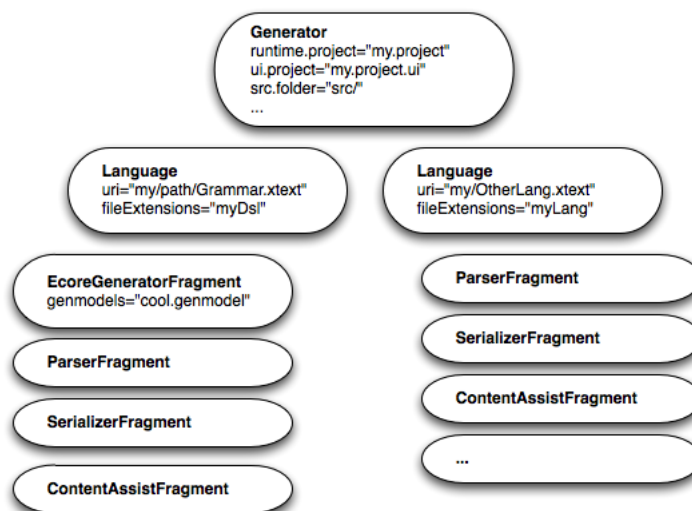 Generator
runtime.project="my.project"
ui.project="my.project.ui"
src.folder="src/"
...
Language
uri="my/path/Grammar.xtext"
fileExtensions="myDsl"
Language
uri="my/OtherLang.xtext"
fileExtensions="myLang"
EcoreGeneratorFragment
genmodels="cool.genmodel"
ParserFragment
SerializerFragment
ContentAssistFragment
ParserFragment
SerializerFragment
ContentAssistFragment
...